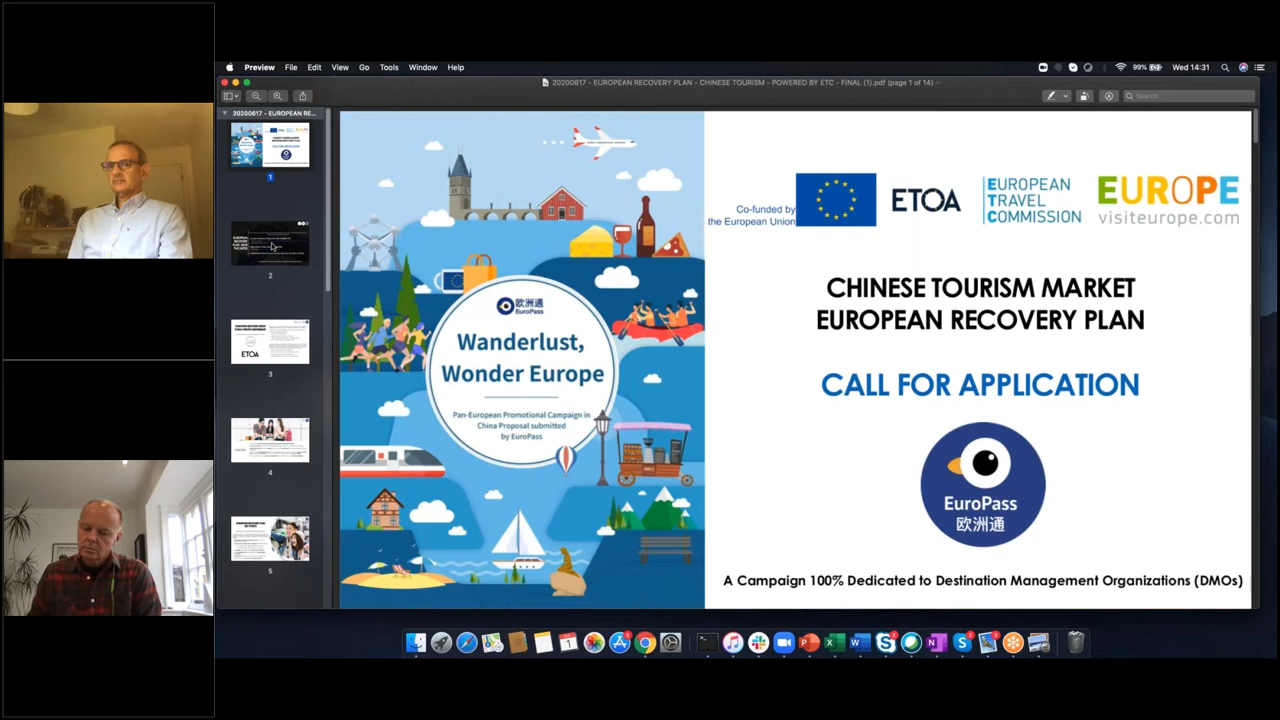 Preview File Edit View Go Tools Window Help
99% Wed 14:31
20200617 - EUROPEAN RECOVERY PLAN - CHINESE TOURISM - POWERED BY ETC - FINAL (1).pdf (page 1 of 14)
Search
20200617 - EUROPEAN RE...
1
2
ETOA
3
4
5
欧洲通
EuroPass
Wanderlust,
Wonder Europe
Pan-European Promotional Campaign in
China Proposal submitted
by EuroPass
Co-funded by
the European Union
ETOA
EUROPEAN
TRAVEL
COMMISSION
EUROPE
visiteurope.com
CHINESE TOURISM MARKET
EUROPEAN RECOVERY PLAN
CALL FOR APPLICATION
EuroPass
欧洲通
A Campaign 100% Dedicated to Destination Management Organizations (DMOs)